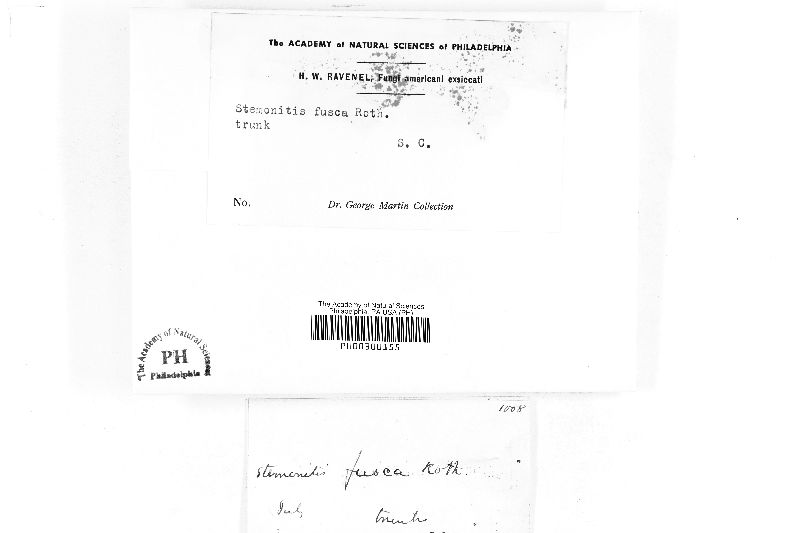 The ACADEMY of NATURAL SCIENCES of PHILADELPHIA
H. W. RAVENEL, Fungi americani exsiccati
Stemonitis fusca Roth.
trunk
S. C.
No. Dr. George Martin Collection
The Academy of Natural Sciences
Philadelphia, PA USA (PH)
PH00300155
The Academy of Natural Sciences
PH
Philadelphia
1008
Stemonitis fusca Roth.
July trunk